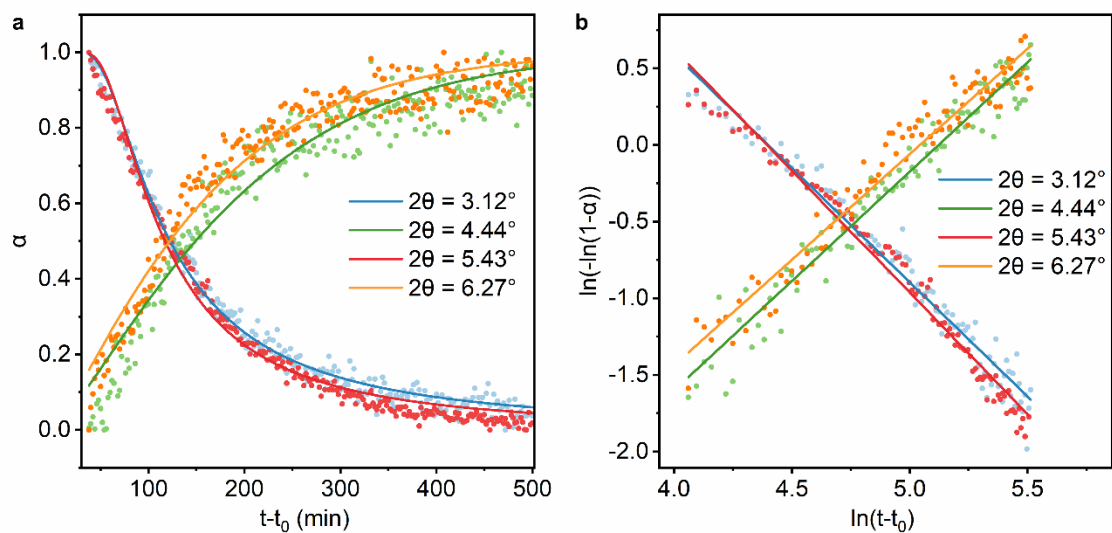 a
α
1.0
0.8
0.6
0.4
0.2
0.0
100
200
300
400
500
t-t₀ (min)
2θ = 3.12°
2θ = 4.44°
2θ = 5.43°
2θ = 6.27°
b
ln(-ln(1-α))
0.5
0.0
-0.5
-1.0
-1.5
-2.0
4.0
4.5
5.0
5.5
ln(t-t₀)
2θ = 3.12°
2θ = 4.44°
2θ = 5.43°
2θ = 6.27°